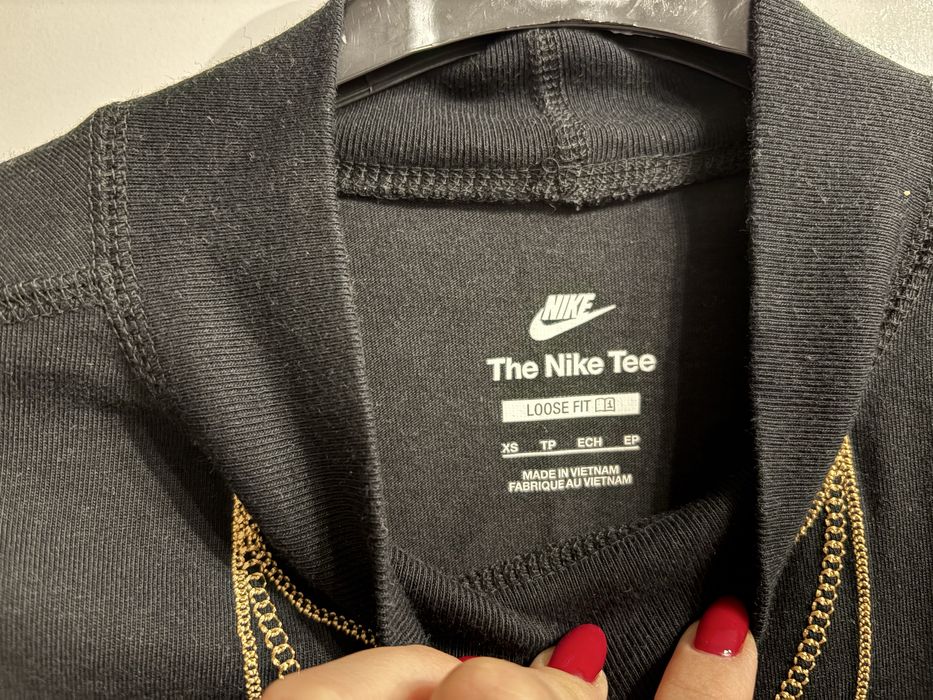 NIKE
The Nike Tee
LOOSE FIT
XS TP ECH EP
MADE IN VIETNAM
FABRIQUE AU VIETNAM